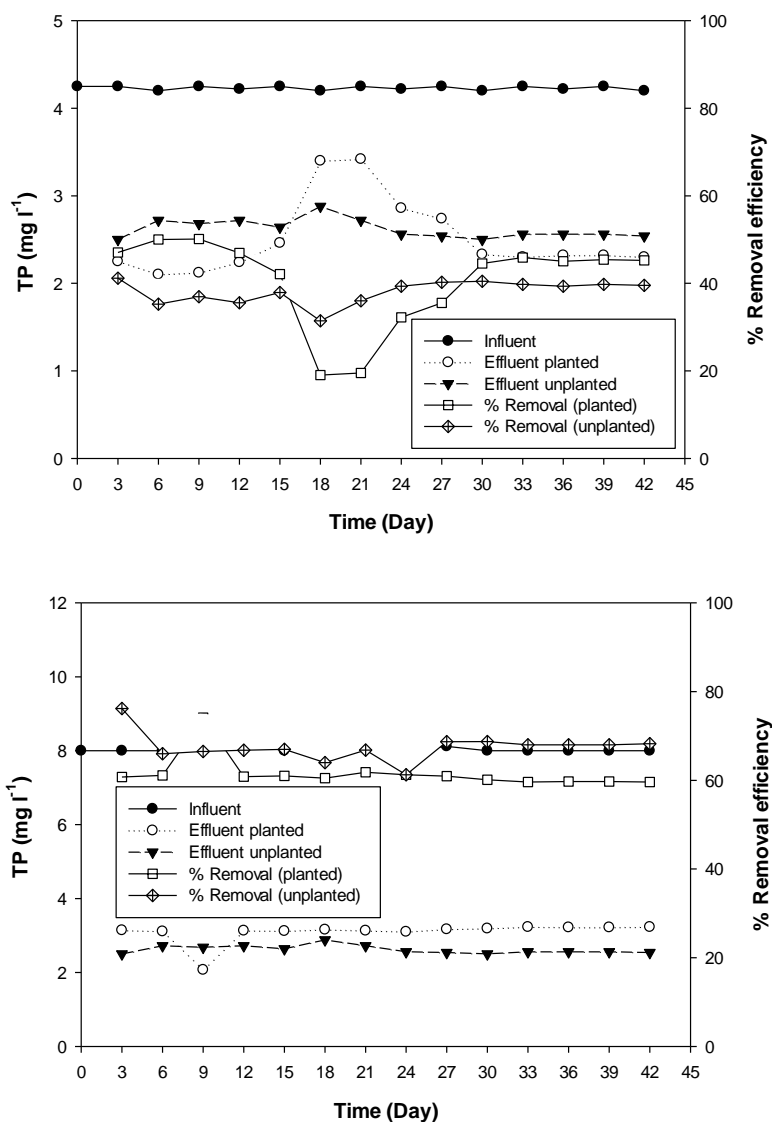 5
4
3
2
1
0
TP (mg l-1)
100
80
60
40
20
0
% Removal efficiency
Influent
Effluent planted
Effluent unplanted
% Removal (planted)
% Removal (unplanted)
0 3 6 9 12 15 18 21 24 27 30 33 36 39 42 45
Time (Day)
12
10
8
6
4
2
0
TP (mg l-1)
100
80
60
40
20
0
% Removal efficiency
Influent
Effluent planted
Effluent unplanted
% Removal (planted)
% Removal (unplanted)
0 3 6 9 12 15 18 21 24 27 30 33 36 39 42 45
Time (Day)